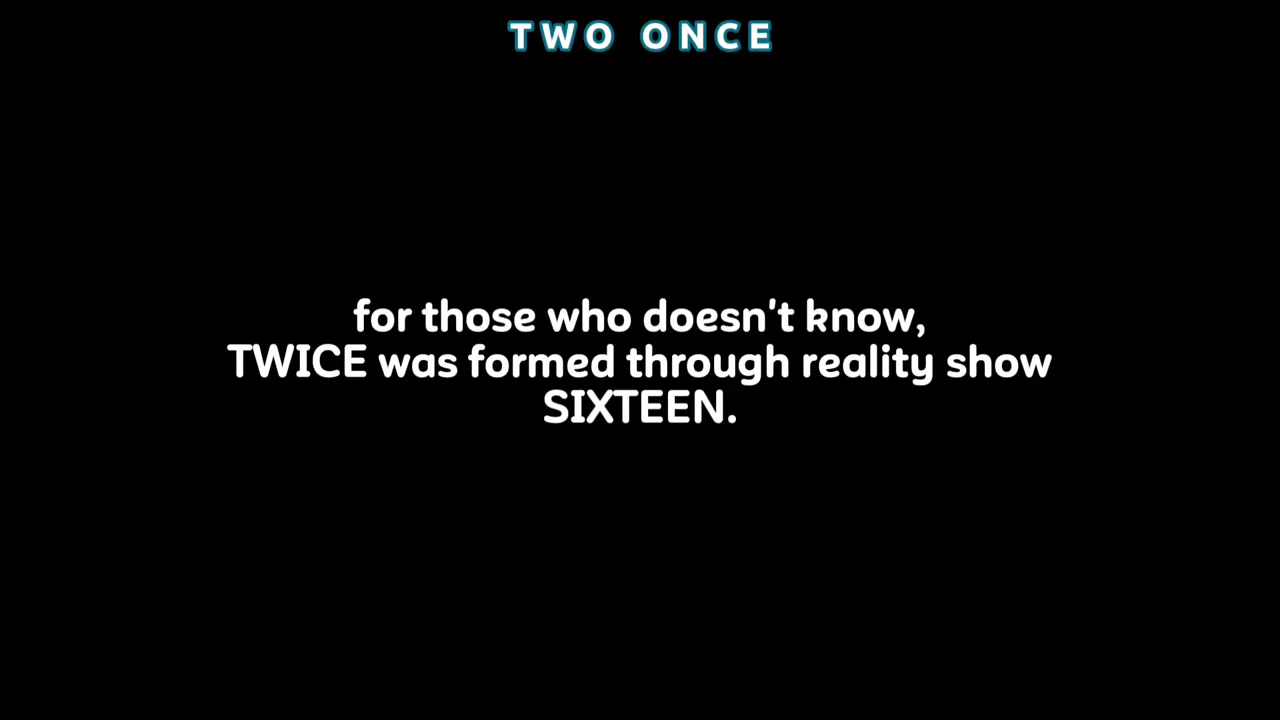 TWO ONCE
for those who doesn't know,
TWICE was formed through reality show
SIXTEEN.